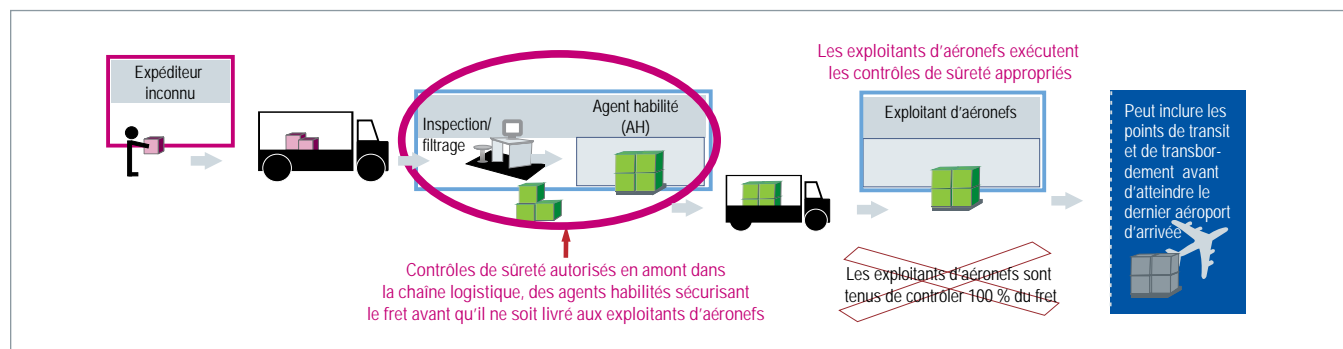 Expéditeur
inconnu
Inspection/
filtrage
Agent habilité
(AH)
Contrôles de sûreté autorisés en amont dans
la chaîne logistique, des agents habilités sécurisant
le fret avant qu'il ne soit livré aux exploitants d'aéronefs
Les exploitants d'aéronefs exécutent
les contrôles de sûreté appropriés
Exploitant d'aéronefs
Les exploitants d'aéronefs sont
tenus de contrôler 100 % du fret
Peut inclure les
points de transit
et de transbor-
dement avant
d'atteindre le
dernier aéroport
d'arrivée